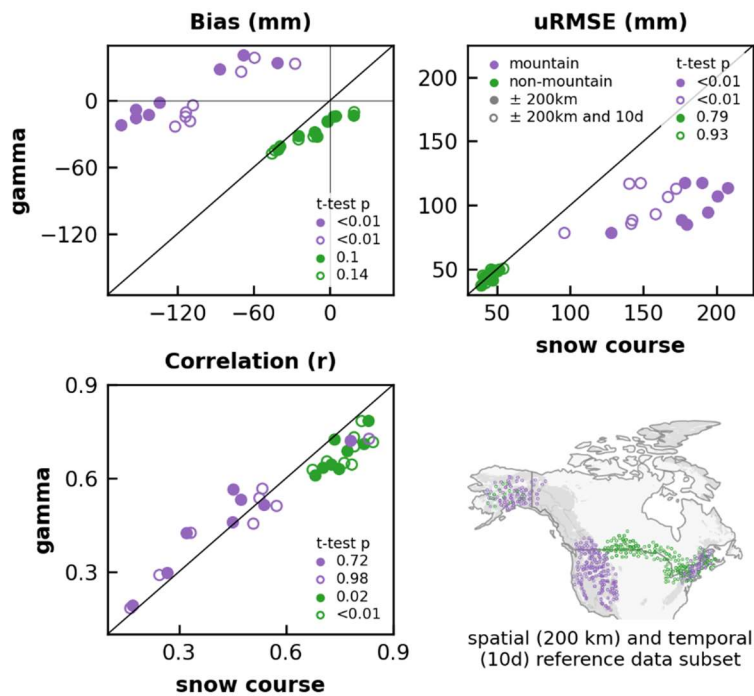 Bias (mm)
gamma
0
−60
−120
−120
−60
0
t-test p
<0.01
<0.01
0.1
0.14
uRMSE (mm)
200
150
100
50
50
100
150
200
mountain
non-mountain
± 200km
± 200km and 10d
t-test p
<0.01
<0.01
0.79
0.93
snow course
Correlation (r)
gamma
0.9
0.6
0.3
0.3
0.6
0.9
t-test p
0.72
0.98
0.02
<0.01
snow course
spatial (200 km) and temporal
(10d) reference data subset